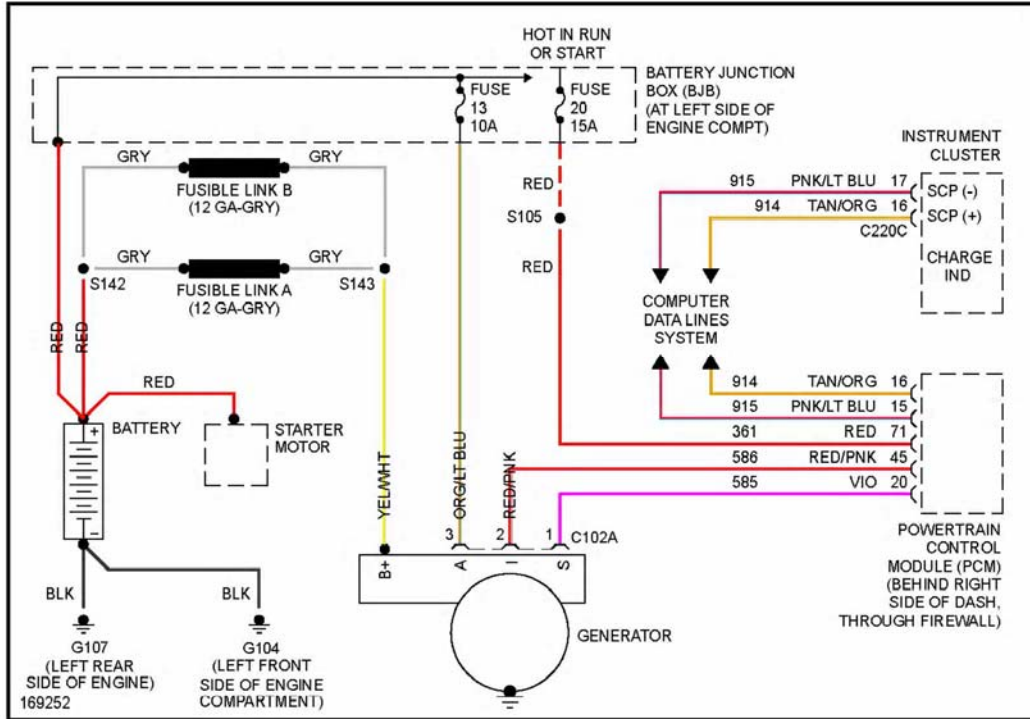 HOT IN RUN
OR START
BATTERY JUNCTION
BOX (BJB)
(AT LEFT SIDE OF
ENGINE COMPT)
FUSE
13
10A
FUSE
20
15A
INSTRUMENT
CLUSTER
GRY
GRY
FUSIBLE LINK B
(12 GA-GRY)
RED
S105
RED
915 PNK/LT BLU 17
SCP (-)
914 TAN/ORG 16
SCP (+)
C220C
CHARGE
IND
GRY
GRY
S142
FUSIBLE LINK A
(12 GA-GRY)
S143
COMPUTER
DATA LINES
SYSTEM
RED
RED
RED
BATTERY
+
-
STARTER
MOTOR
914 TAN/ORG 16
915 PNK/LT BLU 15
361 RED 71
586 RED/PNK 45
585 VIO 20
YEL/WHT
ORG/LT BLU
RED/PNK
3
2
1
C102A
B+
A
I
S
POWERTRAIN
CONTROL
MODULE (PCM)
(BEHIND RIGHT
SIDE OF DASH,
THROUGH FIREWALL)
BLK
BLK
GENERATOR
G107
(LEFT REAR
SIDE OF ENGINE)
G104
(LEFT FRONT
SIDE OF ENGINE
COMPARTMENT)
169252